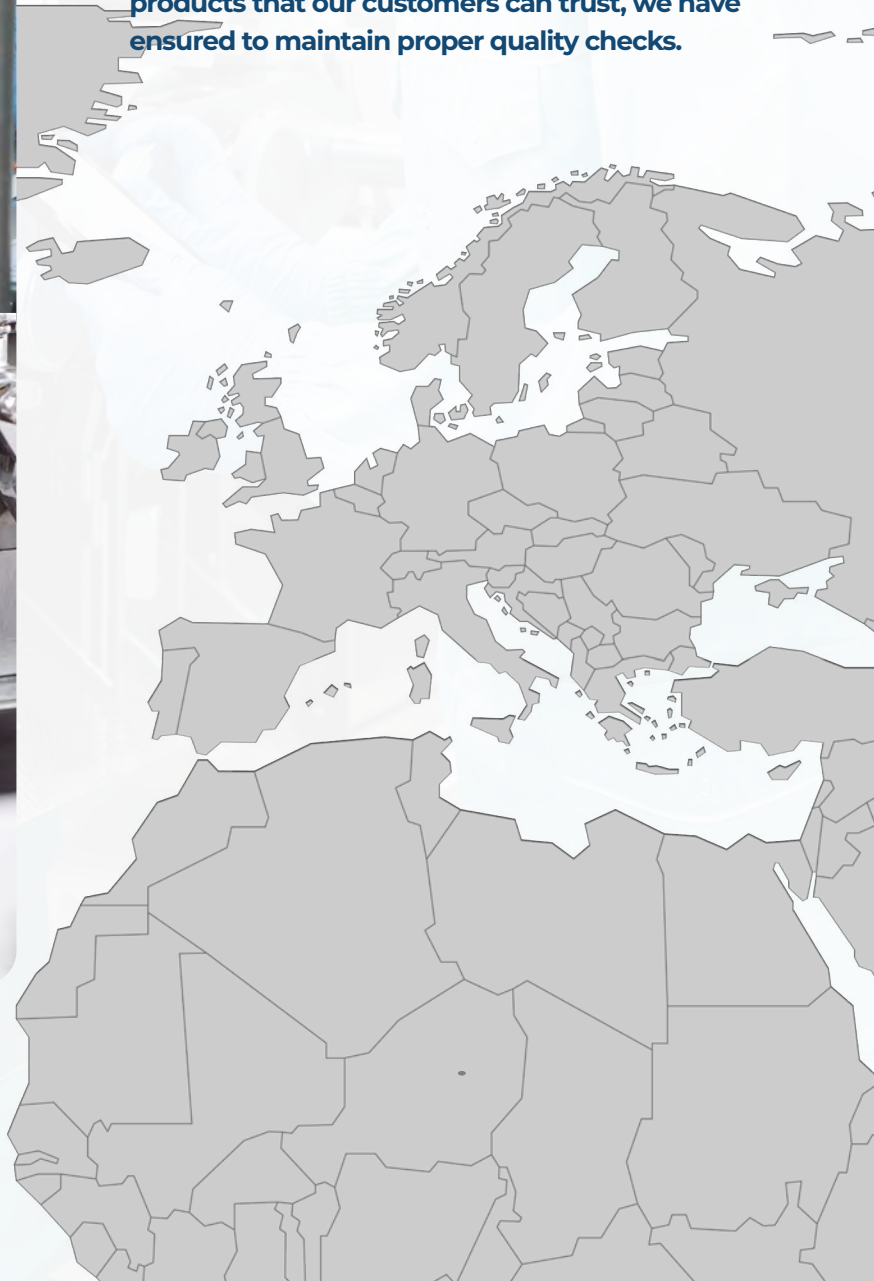 products that our customers can trust, we have
ensured to maintain proper quality checks.